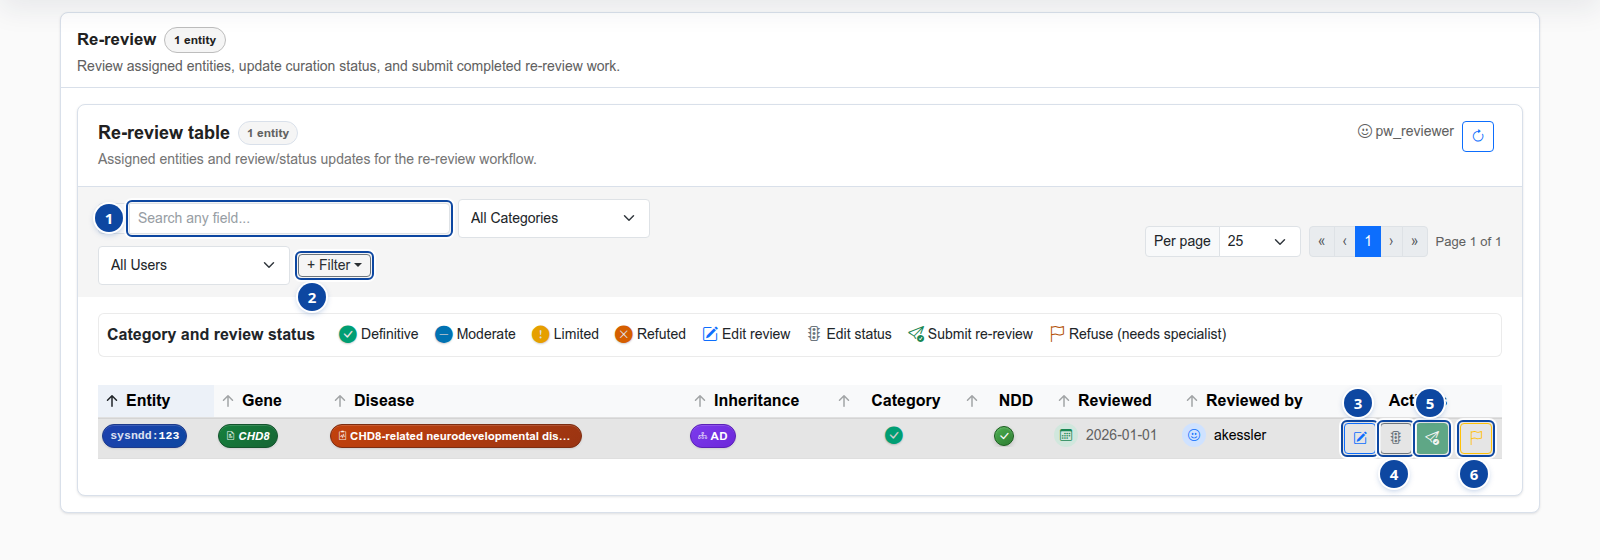 Re-review 1 entity
Review assigned entities, update curation status, and submit completed re-review work.
Re-review table 1 entity
pw_reviewer
Assigned entities and review/status updates for the re-review workflow.
1 Search any field... All Categories
Per page 25 « ‹ 1 › » Page 1 of 1
All Users + Filter
2
Category and review status Definitive Moderate Limited Refuted Edit review Edit status Submit re-review Refuse (needs specialist)
Entity Gene Disease Inheritance Category NDD Reviewed Reviewed by 3 5
sysndd:123 CHD8 CHD8-related neurodevelopmental dis... AD 2026-01-01 akessler
4 6